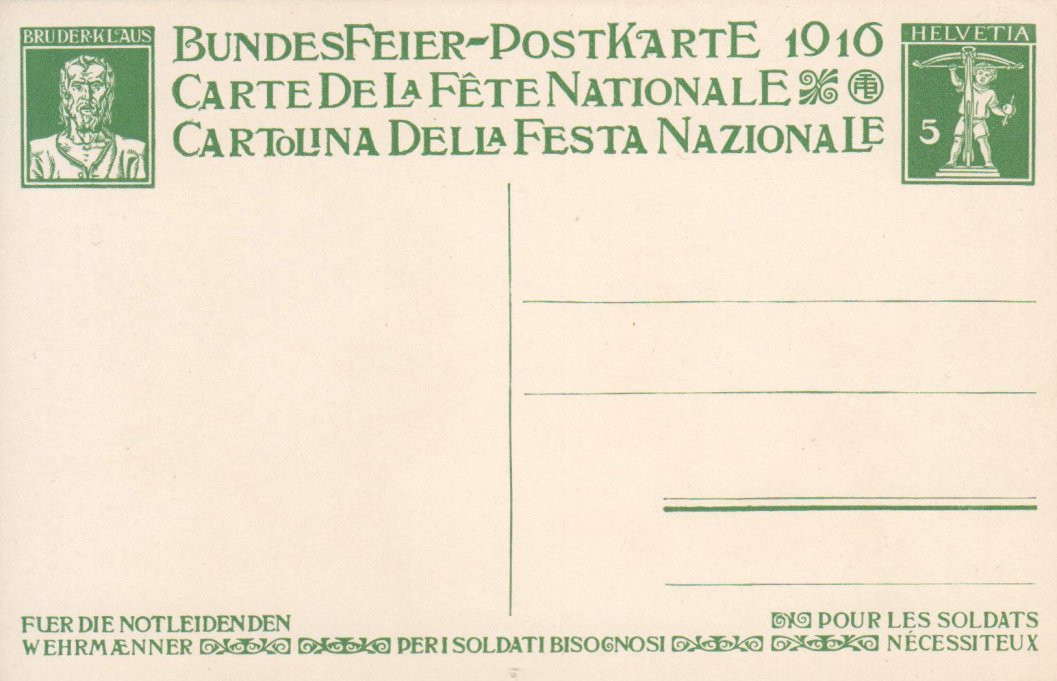 BRUDER·KLAUS
BUNDESFEIER-POSTKARTE 1916
CARTE DE LA FÊTE NATIONALE
CARTOLINA DELLA FESTA NAZIONALE
HELVETIA
5
FUER DIE NOTLEIDENDEN
WEHRMÆNNER
PER I SOLDATI BISOGNOSI
POUR LES SOLDATS
NÉCESSITEUX